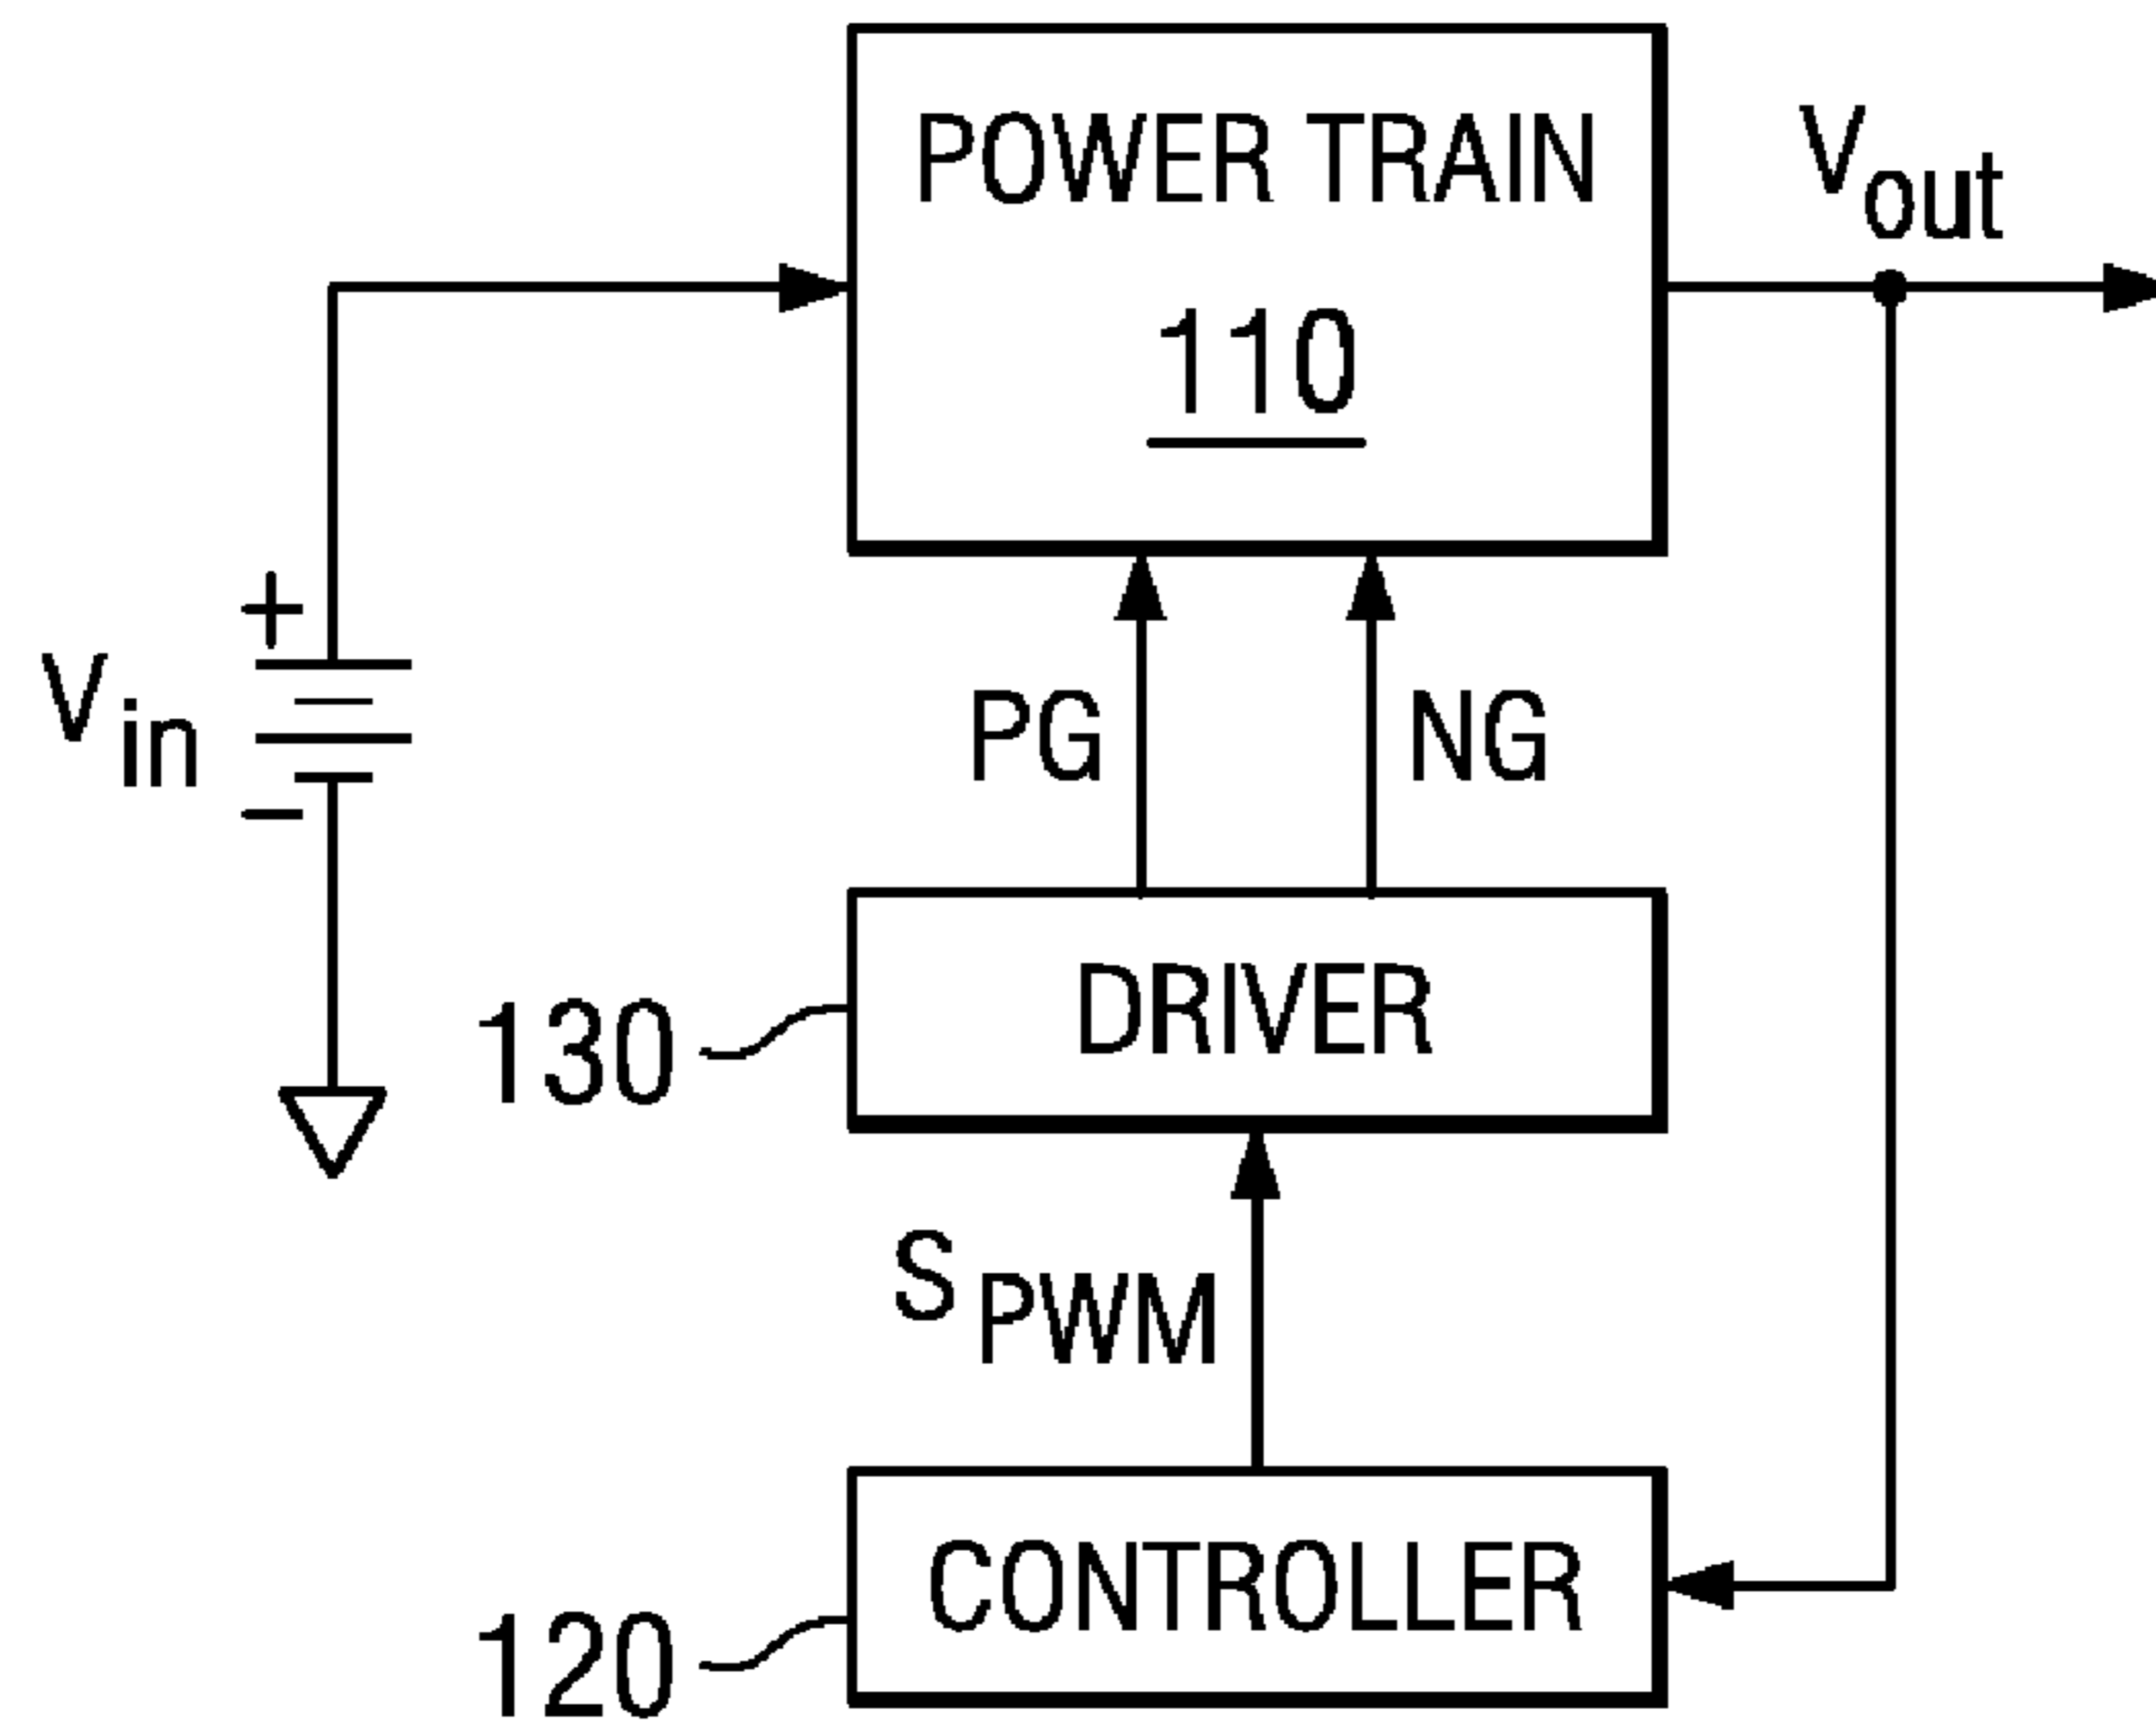 POWER TRAIN
110
Vout
+
Vin
−
PG
NG
130
DRIVER
SPWM
120
CONTROLLER